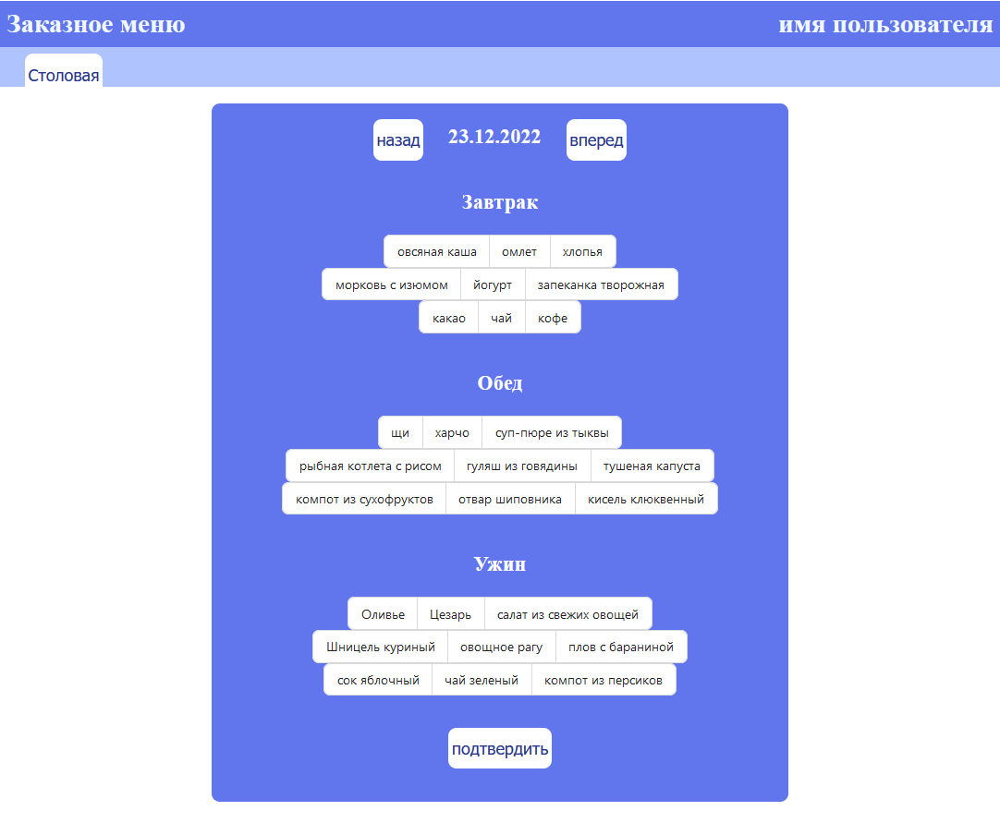 Заказное меню имя пользователя
Столовая
назад 23.12.2022 вперед
Завтрак
овсяная каша омлет хлопья
морковь с изюмом йогурт запеканка творожная
какао чай кофе
Обед
щи харчо суп-пюре из тыквы
рыбная котлета с рисом гуляш из говядины тушеная капуста
компот из сухофруктов отвар шиповника кисель клюквенный
Ужин
Оливье Цезарь салат из свежих овощей
Шницель куриный овощное рагу плов с бараниной
сок яблочный чай зеленый компот из персиков
подтвердить